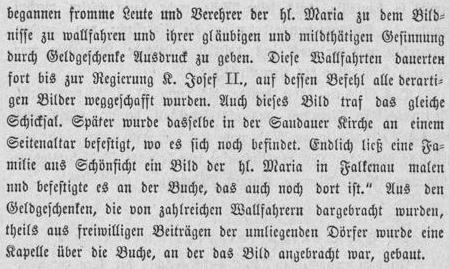 begannen fromme Leute und Verehrer der hl. Maria zu dem Bild-
nisse zu wallfahren und ihrer gläubigen und mildthätigen Gesinnung
durch Geldgeschenke Ausdruck zu geben. Diese Wallfahrten dauerten
fort bis zur Regierung K. Josef II., auf dessen Befehl alle derarti-
gen Bilder weggeschafft wurden. Auch dieses Bild traf das gleiche
Schicksal. Später wurde dasselbe in der Sandauer Kirche an einem
Seitenaltar befestigt, wo es sich noch befindet. Endlich ließ eine Fa-
milie aus Schönficht ein Bild der hl. Maria in Falkenau malen
und befestigte es an der Buche, das auch noch dort ist.“ Aus den
Geldgeschenken, die von zahlreichen Wallfahrern dargebracht wurden,
theils aus freiwilligen Beiträgen der umliegenden Dörfer wurde eine
Kapelle über die Buche, an der das Bild angebracht war, gebaut.